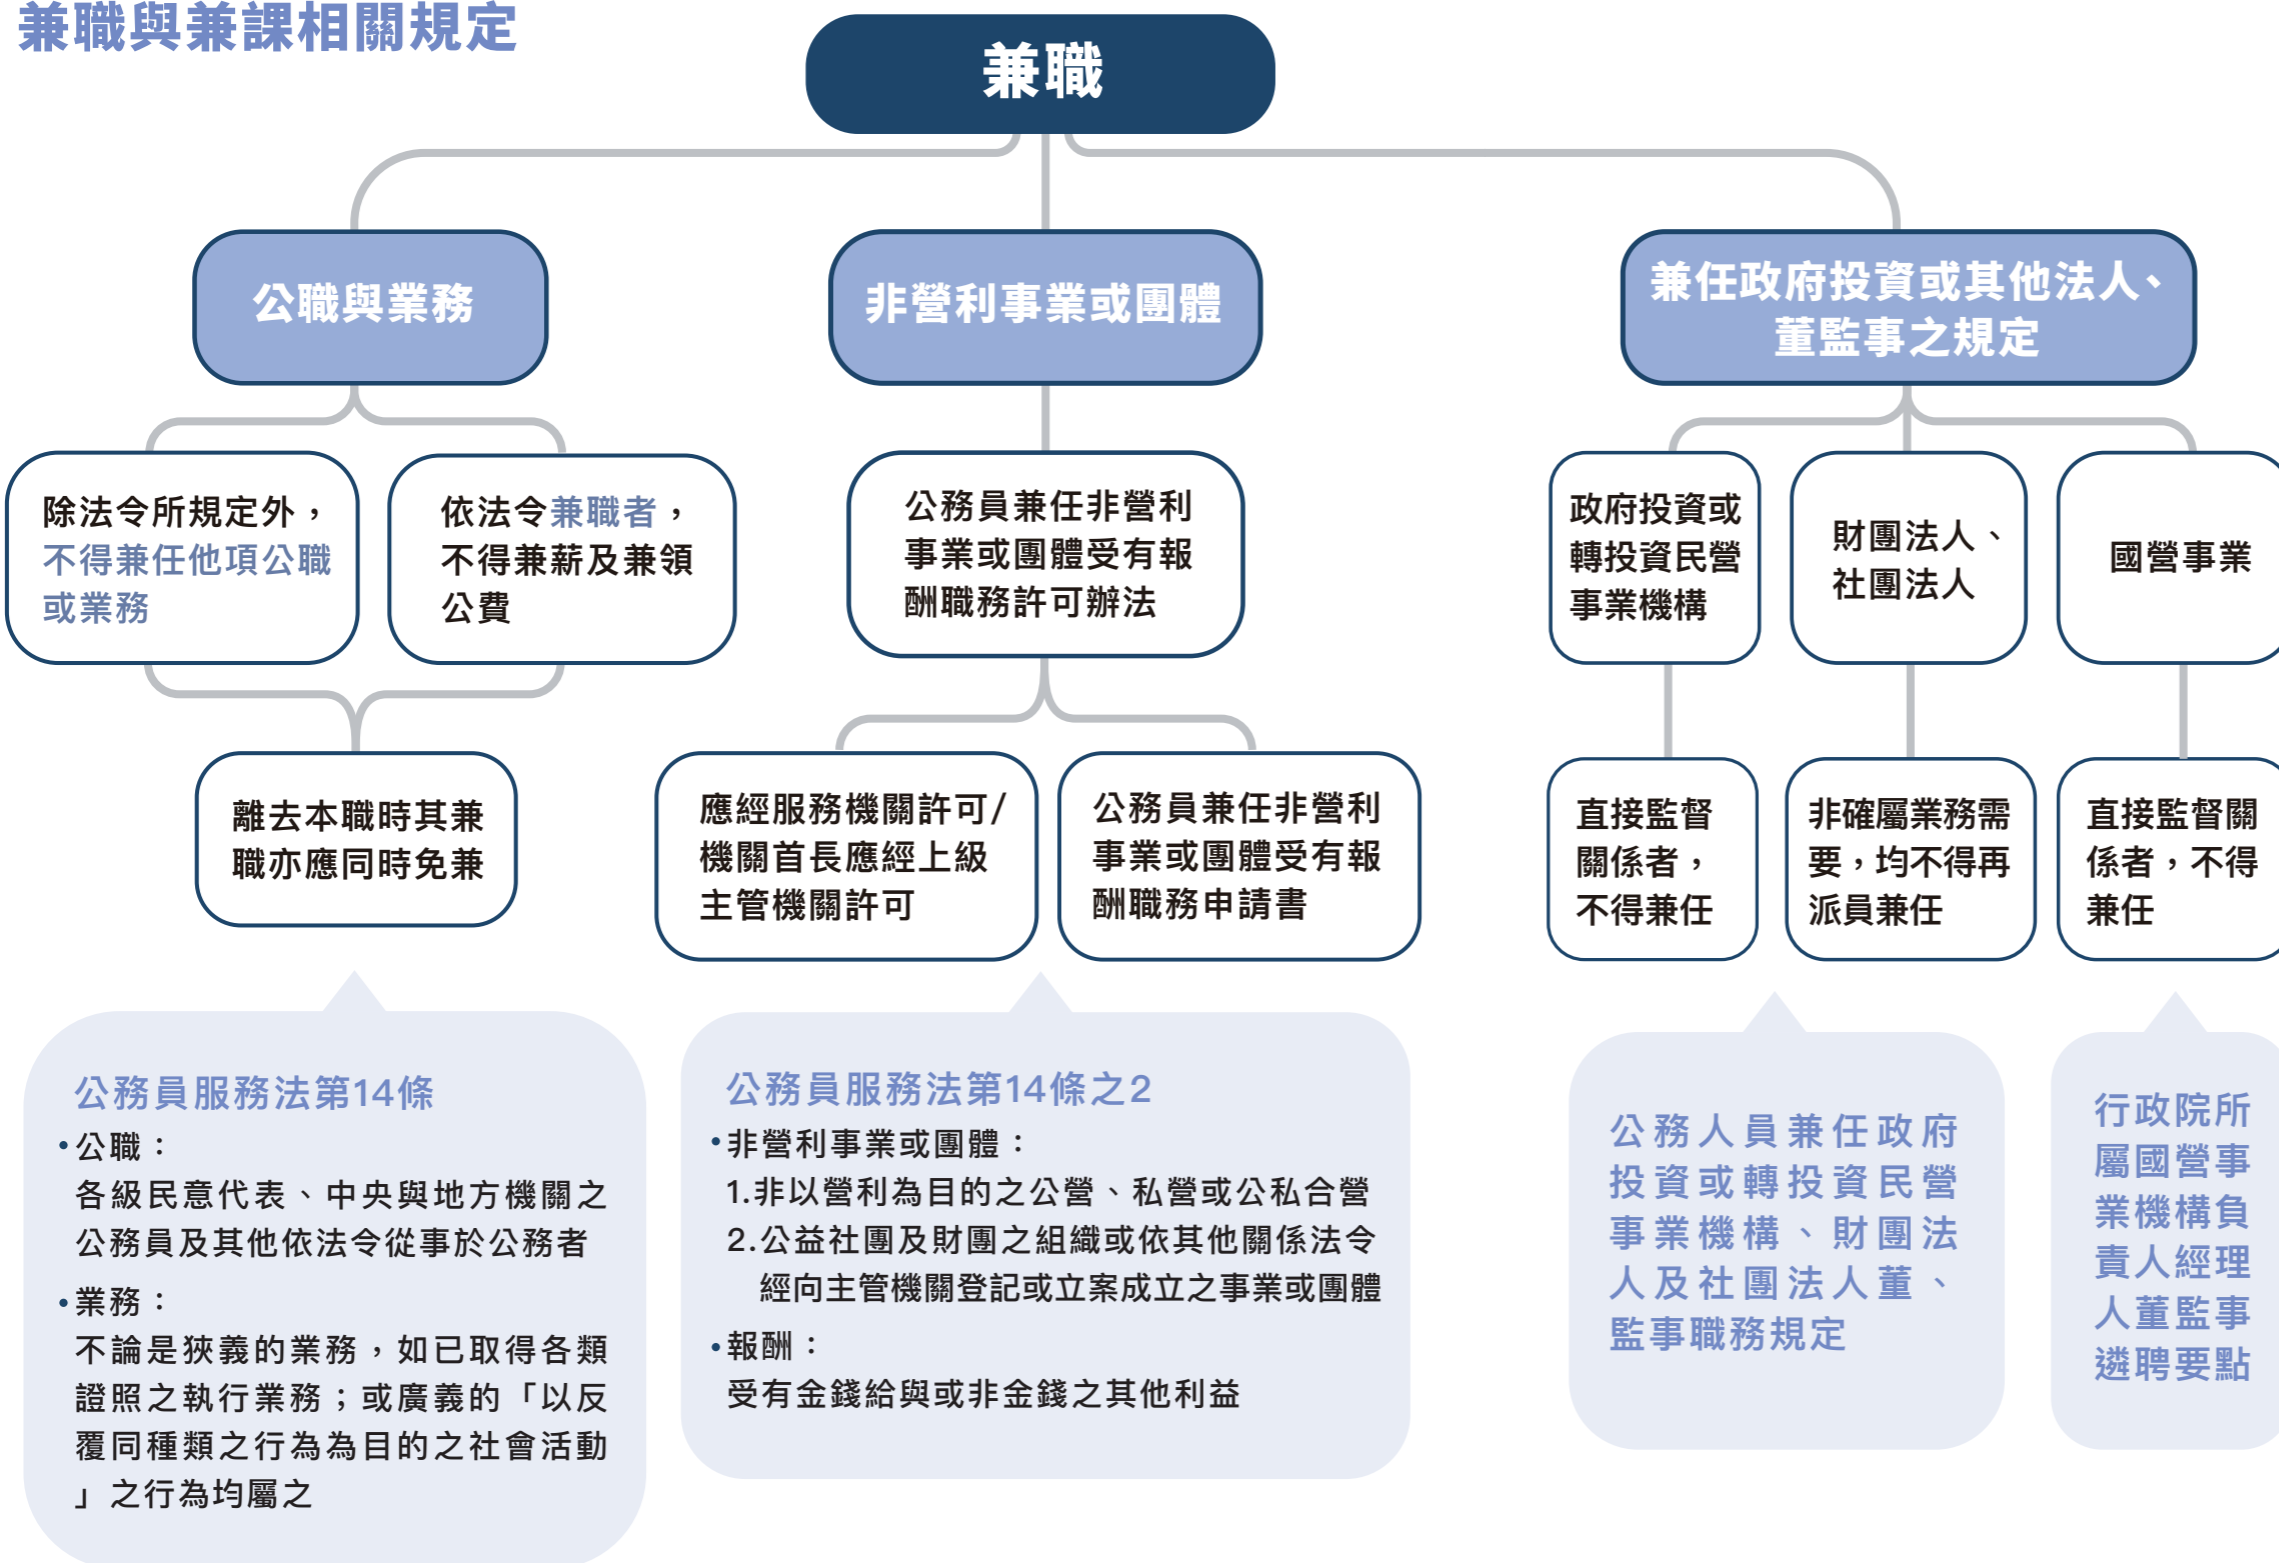 兼職與兼課相關規定
兼職
公職與業務
非營利事業或團體
兼任政府投資或其他法人、
董監事之規定
除法令所規定外，
不得兼任他項公職
或業務
依法令兼職者，
不得兼薪及兼領
公費
公務員兼任非營利
事業或團體受有報
酬職務許可辦法
政府投資或
轉投資民營
事業機構
財團法人、
社團法人
國營事業
離去本職時其兼
職亦應同時免兼
應經服務機關許可/
機關首長應經上級
主管機關許可
公務員兼任非營利
事業或團體受有報
酬職務申請書
直接監督
關係者，
不得兼任
非確屬業務需
要，均不得再
派員兼任
直接監督關
係者，不得
兼任
公務員服務法第14條
•公職：
各級民意代表、中央與地方機關之
公務員及其他依法令從事於公務者
•業務：
不論是狹義的業務，如已取得各類
證照之執行業務；或廣義的「以反
覆同種類之行為為目的之社會活動
」之行為均屬之
公務員服務法第14條之2
•非營利事業或團體：
1.非以營利為目的之公營、私營或公私合營
2.公益社團及財團之組織或依其他關係法令
經向主管機關登記或立案成立之事業或團體
•報酬：
受有金錢給與或非金錢之其他利益
公務人員兼任政府
投資或轉投資民營
事業機構、財團法
人及社團法人董、
監事職務規定
行政院所
屬國營事
業機構負
責人經理
人董監事
遴聘要點